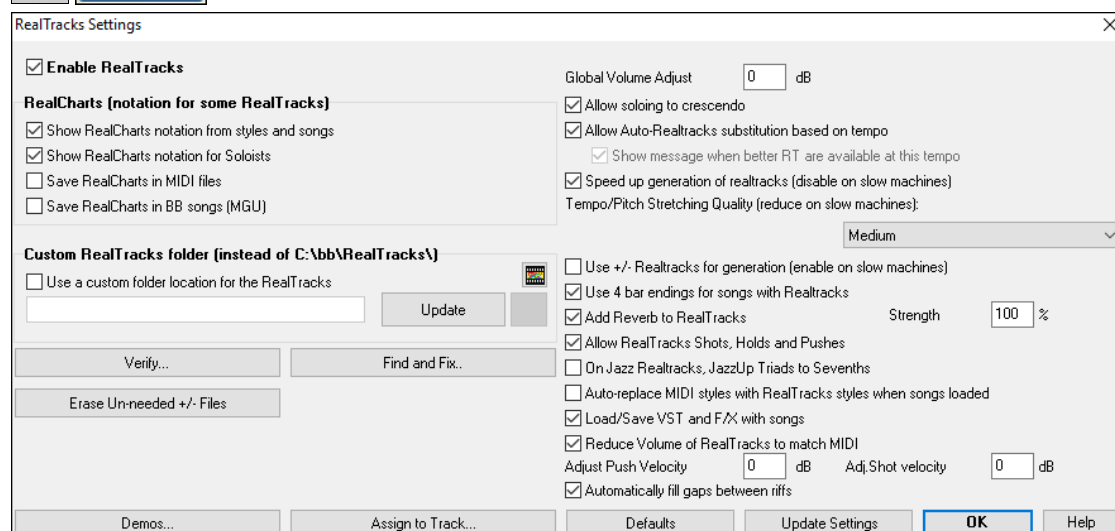 RealTracks Settings
Enable RealTracks
RealCharts (notation for some RealTracks)
Show RealCharts notation from styles and songs
Show RealCharts notation for Soloists
Save RealCharts in MIDI files
Save RealCharts in BB songs (MGU)
Custom RealTracks folder (instead of C:\bb\RealTracks\)
Use a custom folder location for the RealTracks
Update
Verify...
Find and Fix..
Erase Un-needed +/- Files
Demos...
Assign to Track...
Global Volume Adjust 0 dB
Allow soloing to crescendo
Allow Auto-Realtracks substitution based on tempo
Show message when better RT are available at this tempo
Speed up generation of realtracks (disable on slow machines)
Tempo/Pitch Stretching Quality (reduce on slow machines):
Medium
Use +/- Realtracks for generation (enable on slow machines)
Use 4 bar endings for songs with Realtracks
Add Reverb to RealTracks Strength 100 %
Allow RealTracks Shots, Holds and Pushes
On Jazz Realtracks, JazzUp Triads to Sevenths
Auto-replace MIDI styles with RealTracks styles when songs loaded
Load/Save VST and F/X with songs
Reduce Volume of RealTracks to match MIDI
Adjust Push Velocity 0 dB Adj.Shot velocity 0 dB
Automatically fill gaps between riffs
Defaults
Update Settings
OK
Help